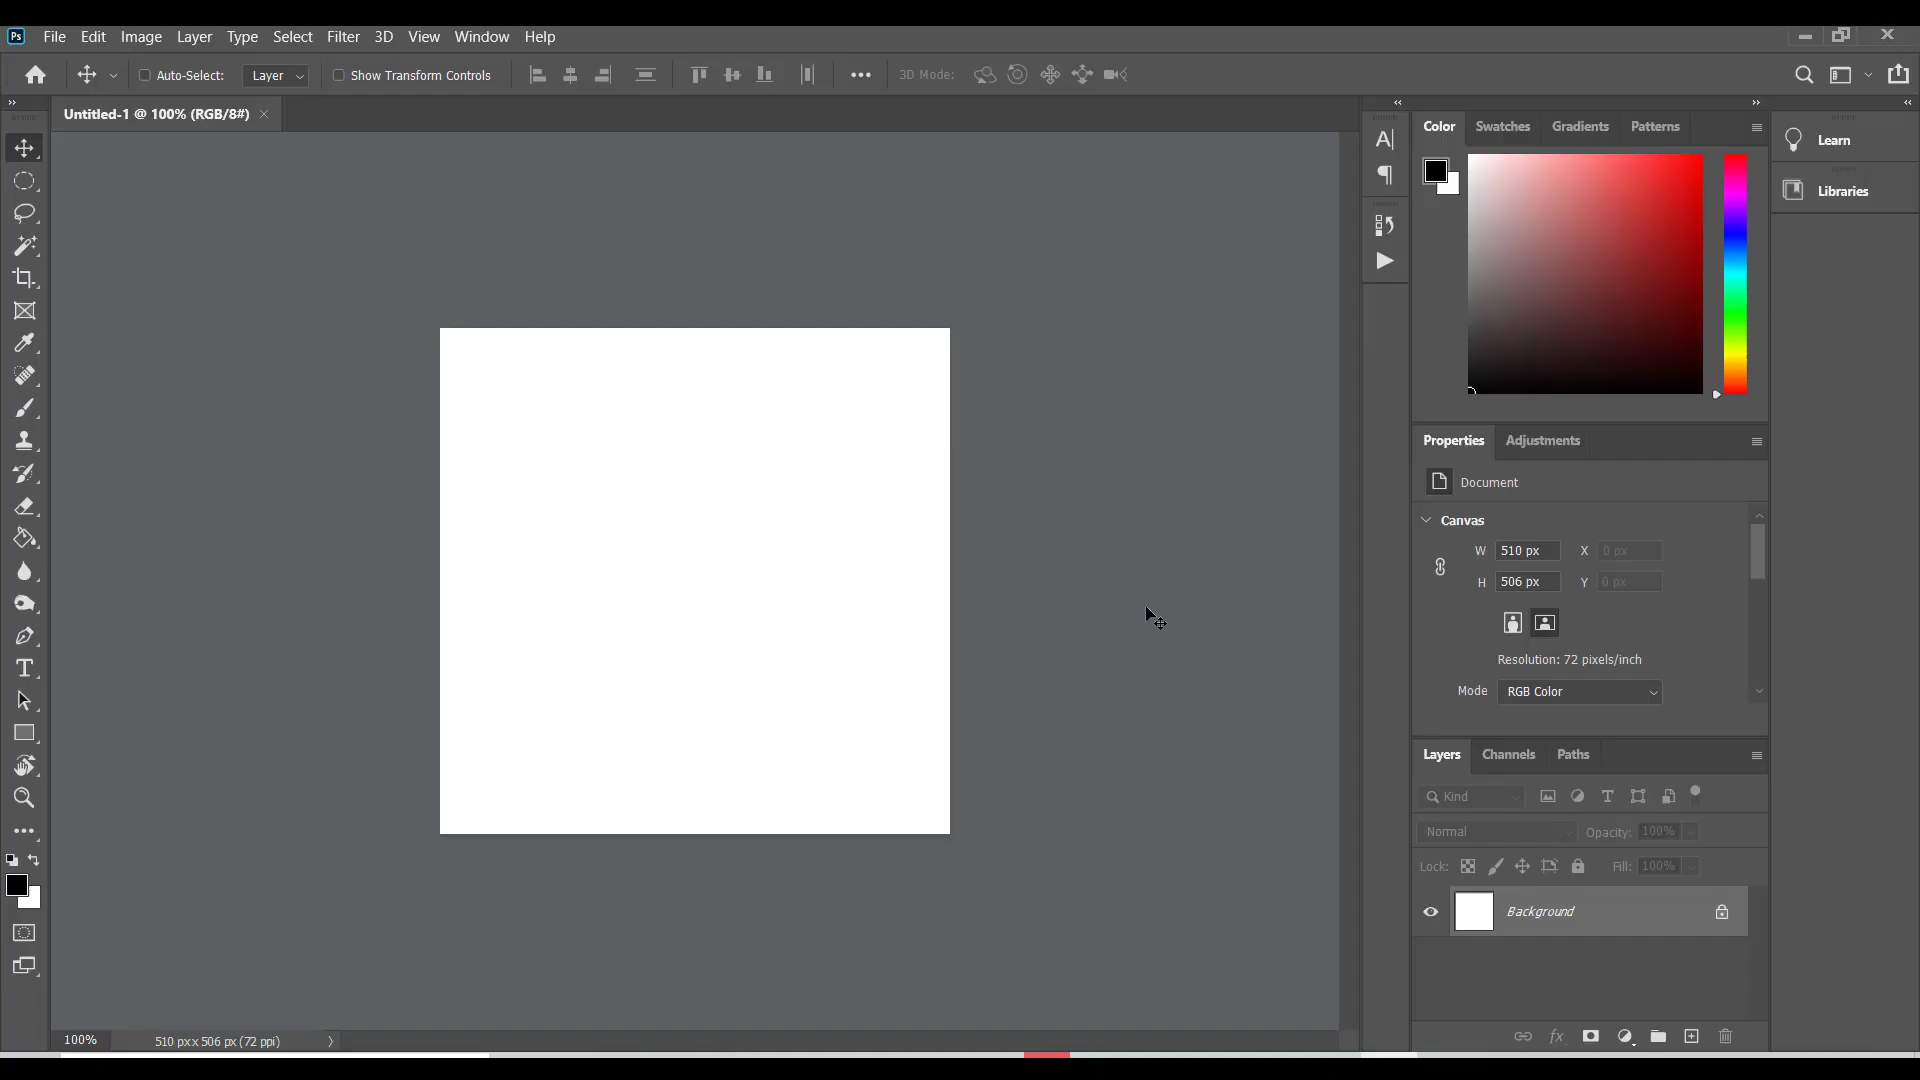 Ps File Edit Image Layer Type Select Filter 3D View Window Help
Auto-Select: Layer Show Transform Controls 3D Mode:
Untitled-1 @ 100% (RGB/8#)
Color Swatches Gradients Patterns
Learn
Libraries
Properties Adjustments
Document
Canvas
W 510 px X 0 px
H 506 px Y 0 px
Resolution: 72 pixels/inch
Mode RGB Color
Layers Channels Paths
Kind
Normal Opacity: 100%
Lock: Fill: 100%
Background
100% 510 px x 506 px (72 ppi)